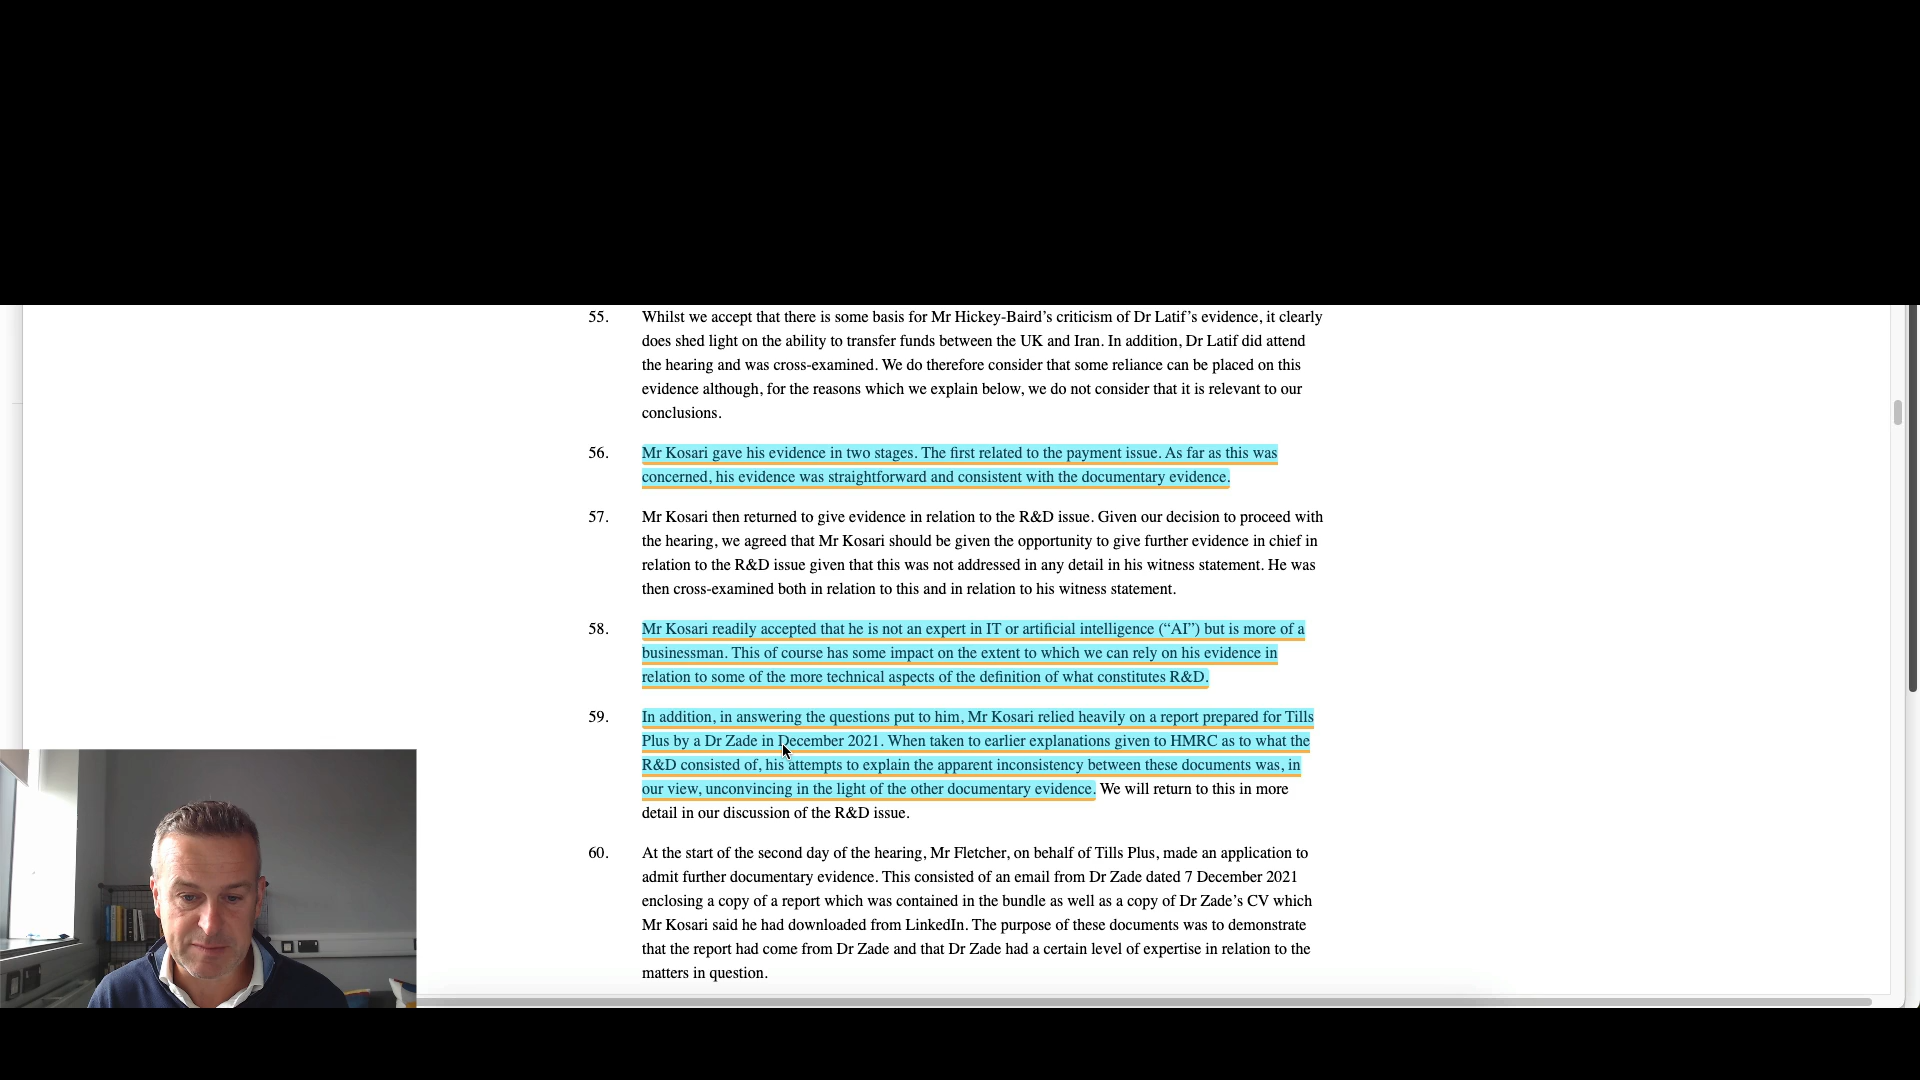 55. Whilst we accept that there is some basis for Mr Hickey-Baird’s criticism of Dr Latif’s evidence, it clearly
does shed light on the ability to transfer funds between the UK and Iran. In addition, Dr Latif did attend
the hearing and was cross-examined. We do therefore consider that some reliance can be placed on this
evidence although, for the reasons which we explain below, we do not consider that it is relevant to our
conclusions.
56. Mr Kosari gave his evidence in two stages. The first related to the payment issue. As far as this was
concerned, his evidence was straightforward and consistent with the documentary evidence.
57. Mr Kosari then returned to give evidence in relation to the R&D issue. Given our decision to proceed with
the hearing, we agreed that Mr Kosari should be given the opportunity to give further evidence in chief in
relation to the R&D issue given that this was not addressed in any detail in his witness statement. He was
then cross-examined both in relation to this and in relation to his witness statement.
58. Mr Kosari readily accepted that he is not an expert in IT or artificial intelligence (“AI”) but is more of a
businessman. This of course has some impact on the extent to which we can rely on his evidence in
relation to some of the more technical aspects of the definition of what constitutes R&D.
59. In addition, in answering the questions put to him, Mr Kosari relied heavily on a report prepared for Tills
Plus by a Dr Zade in December 2021. When taken to earlier explanations given to HMRC as to what the
R&D consisted of, his attempts to explain the apparent inconsistency between these documents was, in
our view, unconvincing in the light of the other documentary evidence. We will return to this in more
detail in our discussion of the R&D issue.
60. At the start of the second day of the hearing, Mr Fletcher, on behalf of Tills Plus, made an application to
admit further documentary evidence. This consisted of an email from Dr Zade dated 7 December 2021
enclosing a copy of a report which was contained in the bundle as well as a copy of Dr Zade’s CV which
Mr Kosari said he had downloaded from LinkedIn. The purpose of these documents was to demonstrate
that the report had come from Dr Zade and that Dr Zade had a certain level of expertise in relation to the
matters in question.